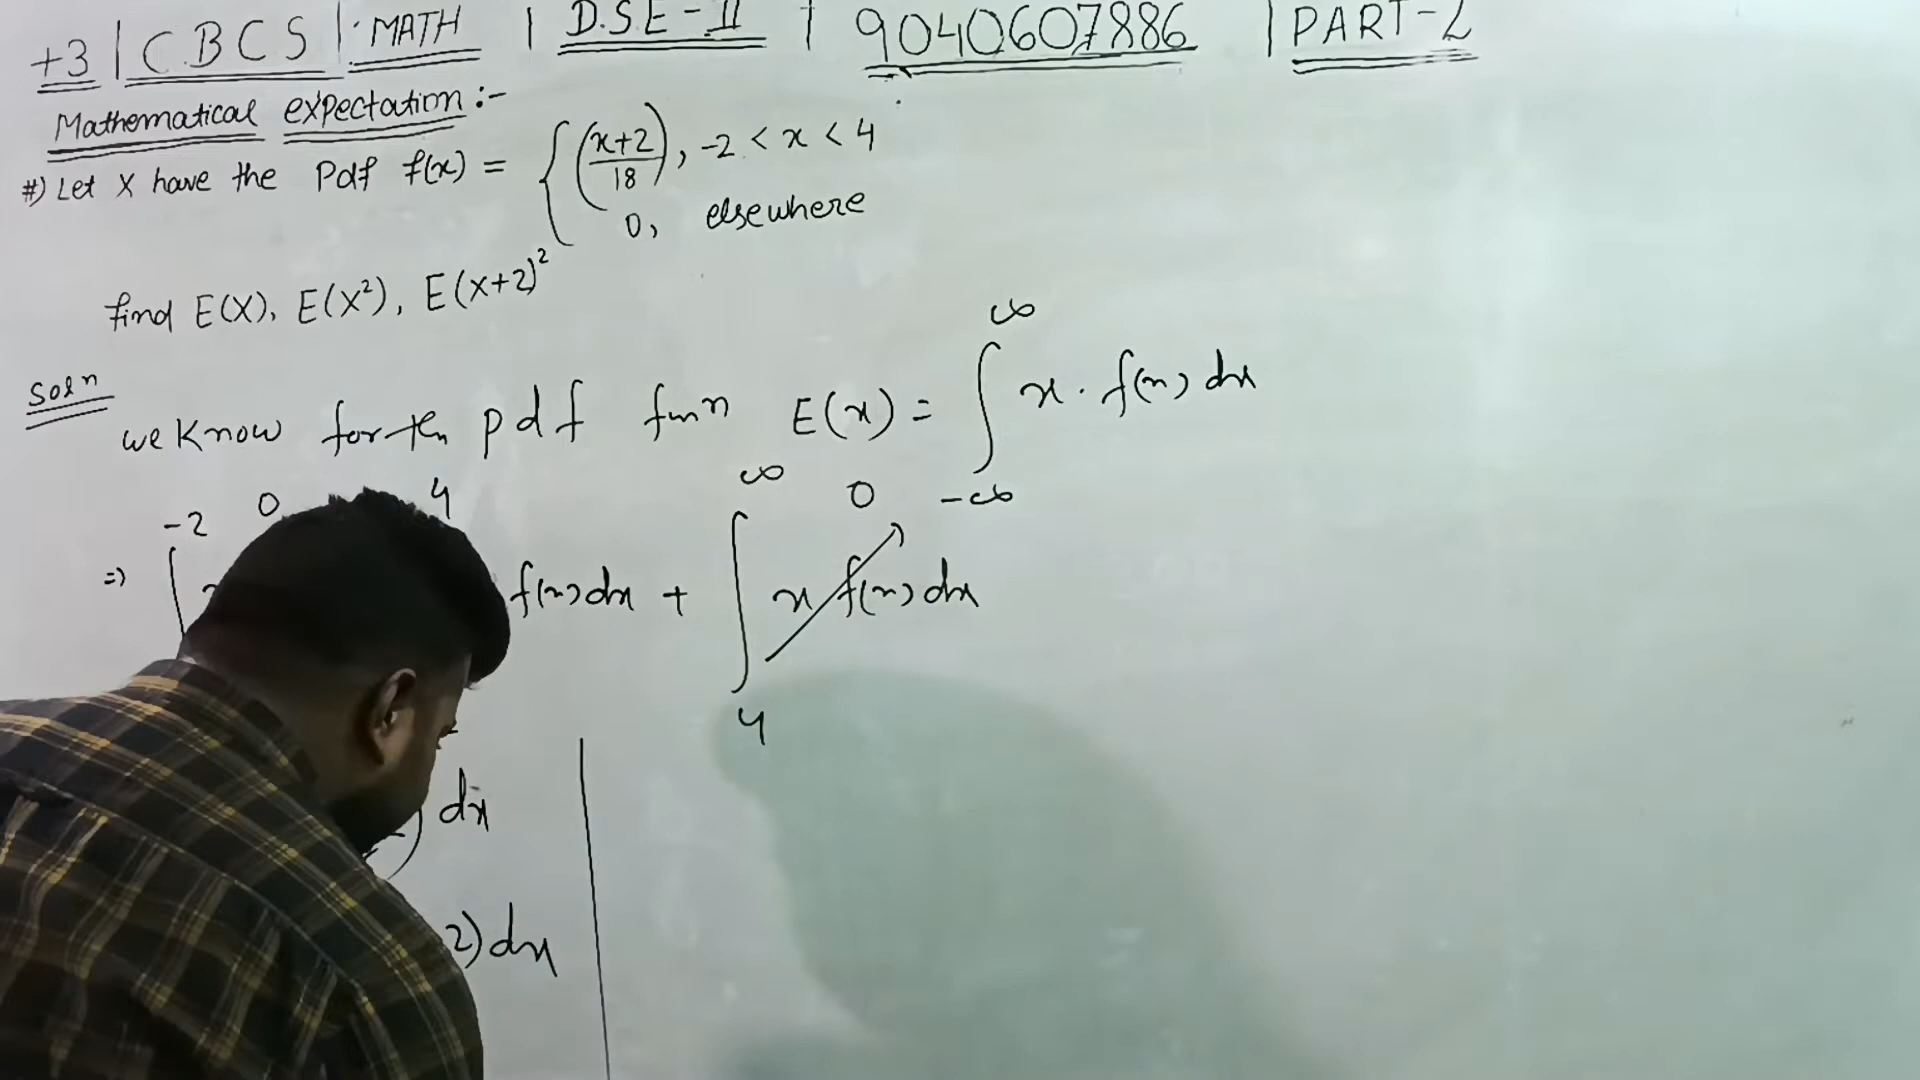 +3 | CBCS | MATH | D.S.E-II | 9040607886 | PART-2
Mathematical expectation :-
#) Let X have the Pdf f(x) = { (x+2/18), -2 < x < 4
0, elsewhere
find E(X), E(X²), E(X+2)²
Solⁿ
we know for the pdf funⁿ E(x) = ∫_{-∞}^{∞} x · f(x) dx
=> ∫^{-2} 0 4 f(x)dx + ∫_{4}^{∞} x f(x) dx 0
dx
2)dx